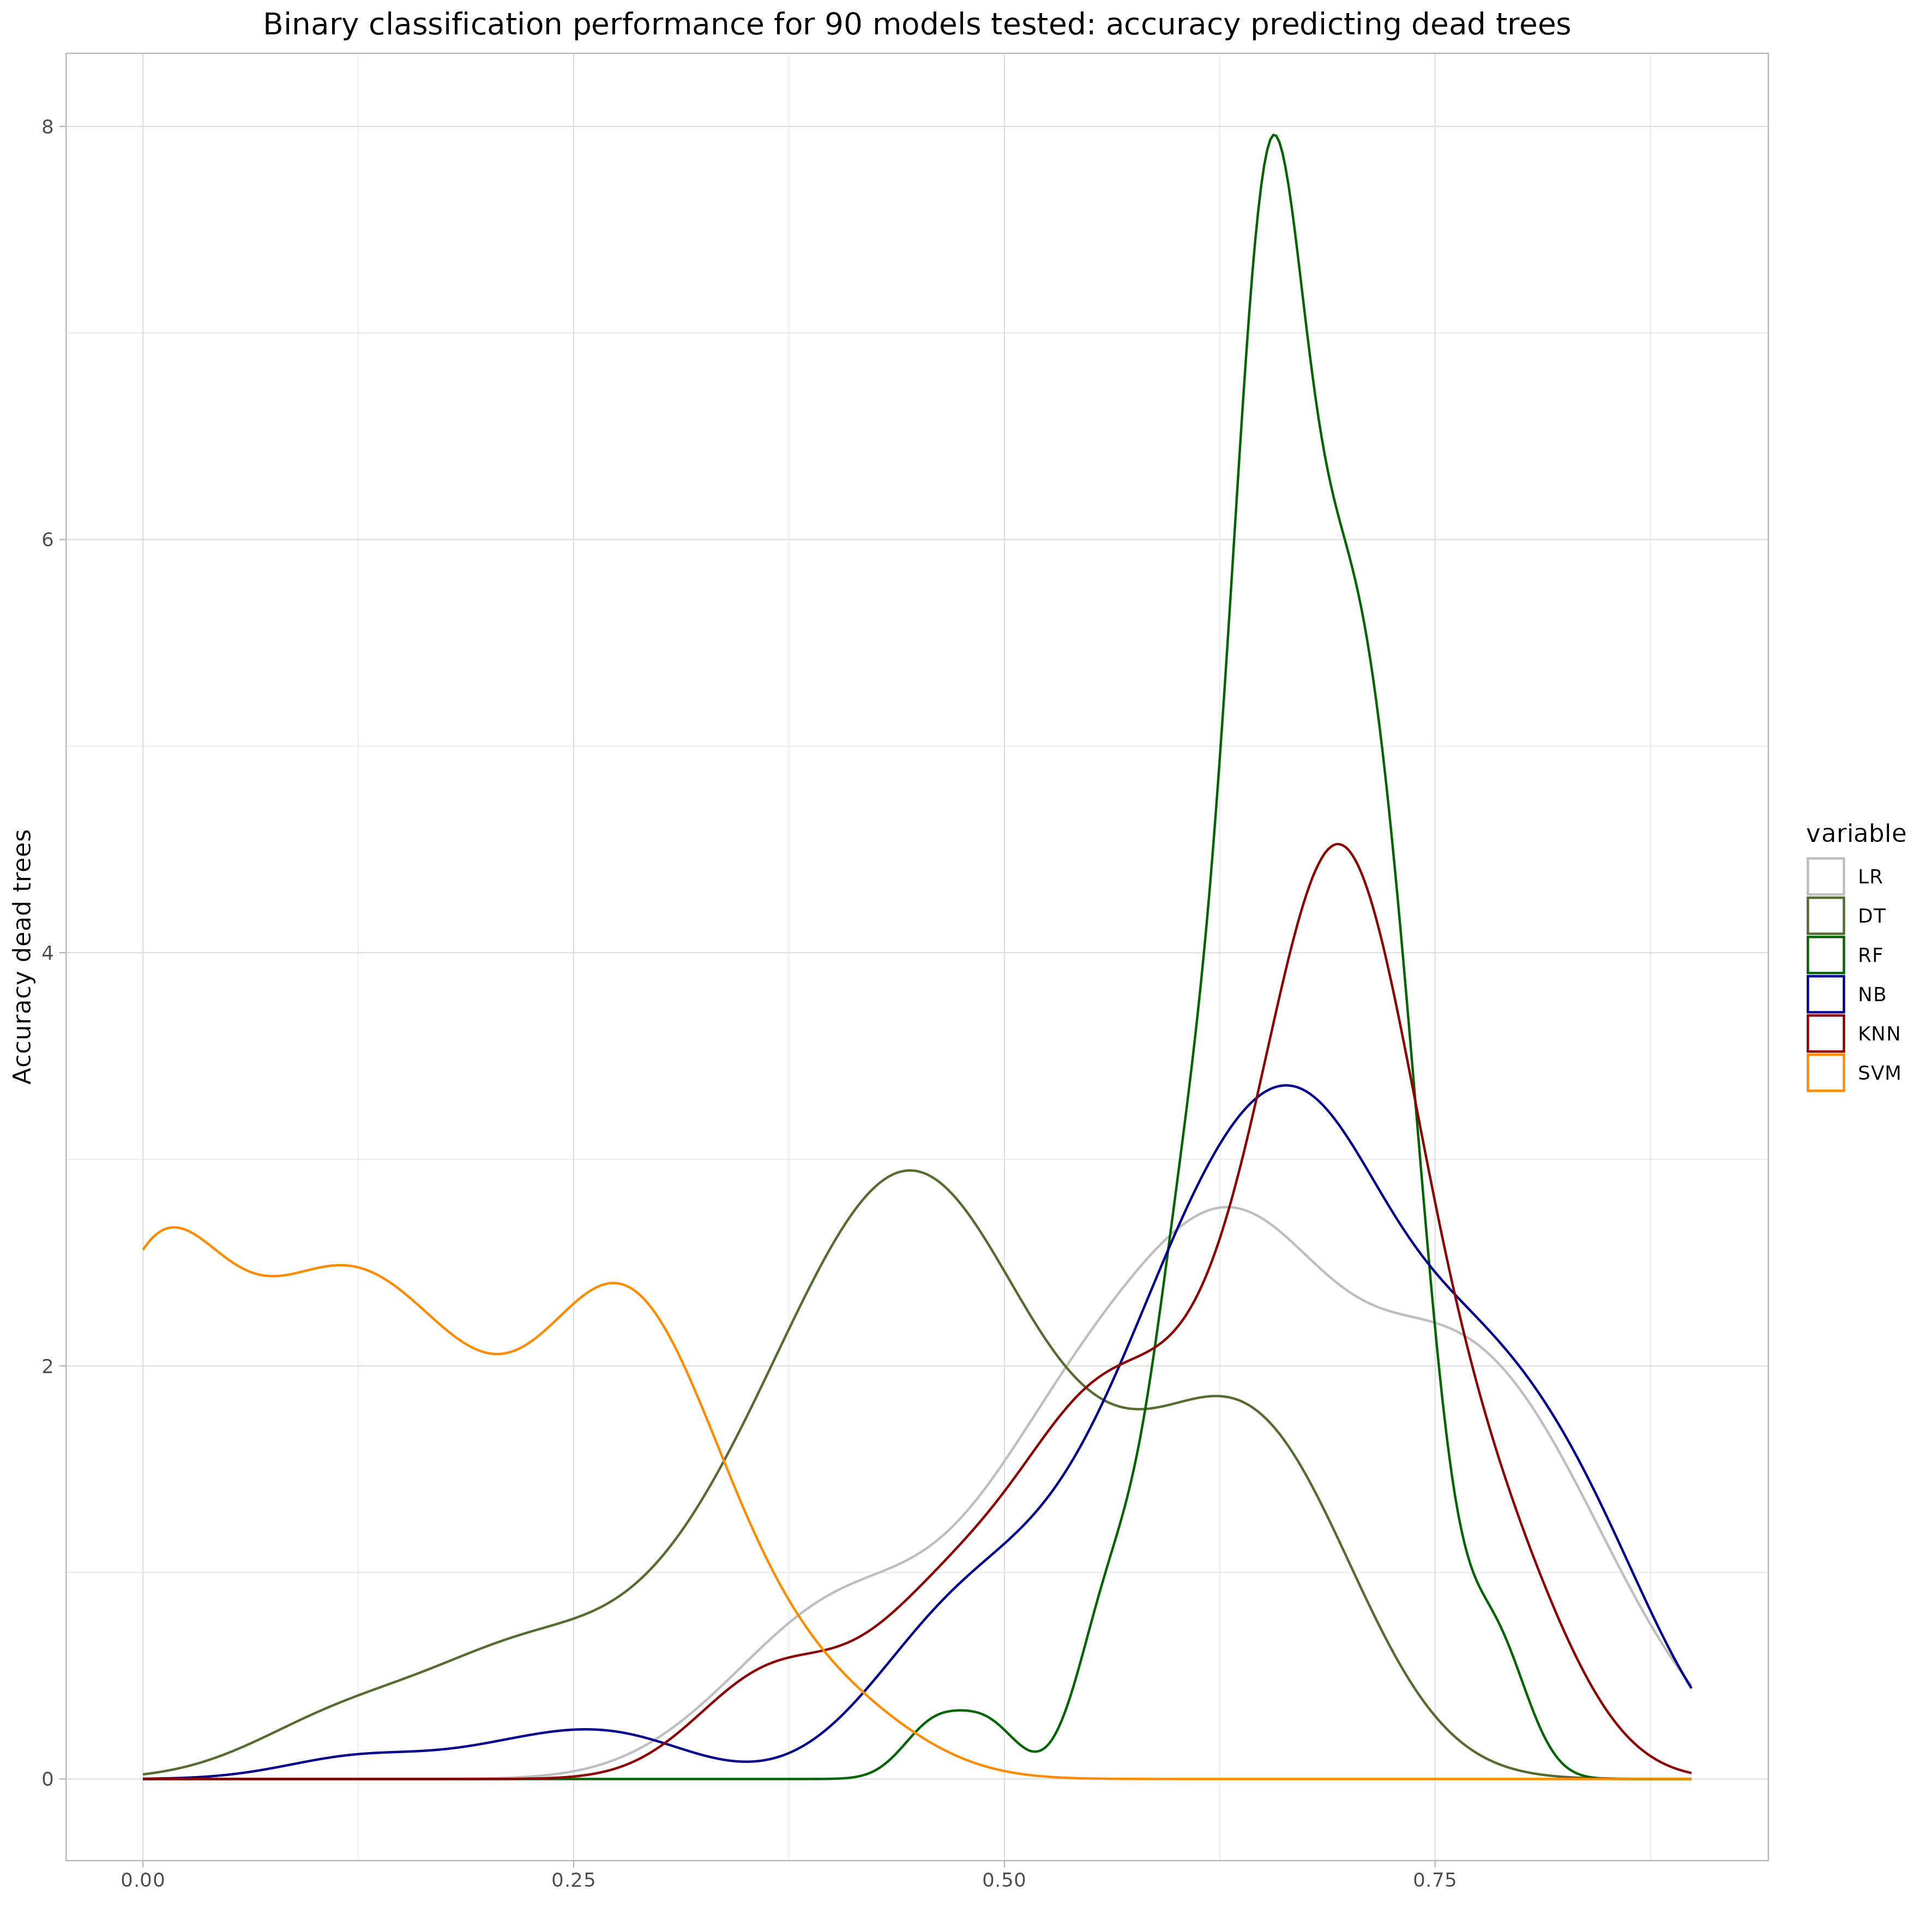 Binary classification performance for 90 models tested: accuracy predicting dead trees
8
6
4
2
0
Accuracy dead trees
0.00
0.25
0.50
0.75
variable
LR
DT
RF
NB
KNN
SVM